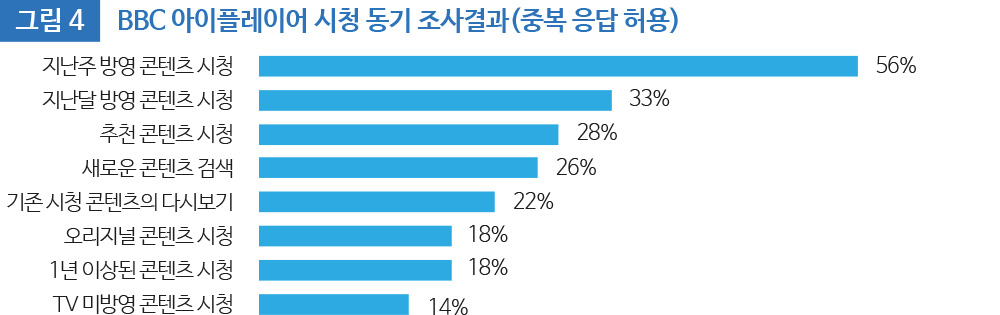 그림 4 BBC 아이플레이어 시청 동기 조사결과(중복 응답 허용)
지난주 방영 콘텐츠 시청 56%
지난달 방영 콘텐츠 시청 33%
추천 콘텐츠 시청 28%
새로운 콘텐츠 검색 26%
기존 시청 콘텐츠의 다시보기 22%
오리지널 콘텐츠 시청 18%
1년 이상된 콘텐츠 시청 18%
TV 미방영 콘텐츠 시청 14%